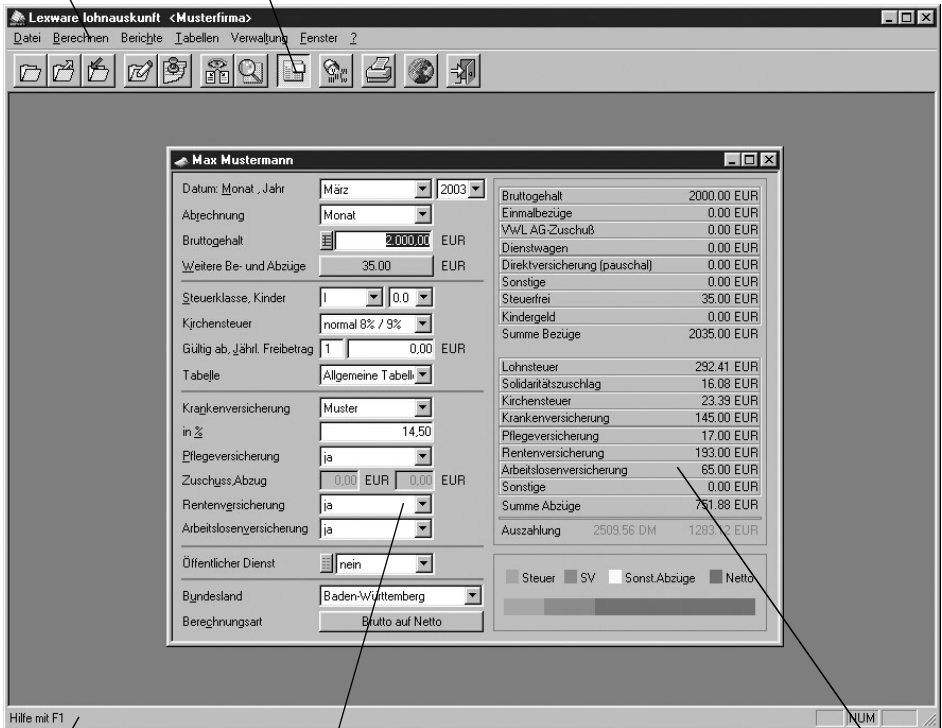 Lexware lohnauskunft <Musterfirma>
Datei Berechnen Berichte Tabellen Verwaltung Fenster ?
Max Mustermann
Datum: Monat , Jahr März 2003
Abrechnung Monat
Bruttogehalt 2.000,00 EUR
Weitere Be- und Abzüge 35.00 EUR
Steuerklasse, Kinder I 0.0
Kirchensteuer normal 8% / 9%
Gültig ab, Jährl. Freibetrag 1 0,00 EUR
Tabelle Allgemeine Tabell
Krankenversicherung Muster
in % 14,50
Pflegeversicherung ja
Zuschuss,Abzug 0,00 EUR 0,00 EUR
Rentenversicherung ja
Arbeitslosenversicherung ja
Öffentlicher Dienst nein
Bundesland Baden-Württemberg
Berechnungsart Brutto auf Netto
Bruttogehalt 2000.00 EUR
Einmalbezüge 0.00 EUR
VWL AG-Zuschuß 0.00 EUR
Dienstwagen 0.00 EUR
Direktversicherung (pauschal) 0.00 EUR
Sonstige 0.00 EUR
Steuerfrei 35.00 EUR
Kindergeld 0.00 EUR
Summe Bezüge 2035.00 EUR
Lohnsteuer 292.41 EUR
Solidaritätszuschlag 16.08 EUR
Kirchensteuer 23.39 EUR
Krankenversicherung 145.00 EUR
Pflegeversicherung 17.00 EUR
Rentenversicherung 193.00 EUR
Arbeitslosenversicherung 65.00 EUR
Sonstige 0.00 EUR
Summe Abzüge 751.88 EUR
Auszahlung 2509.56 DM 1283.12 EUR
Steuer SV Sonst.Abzüge Netto
Hilfe mit F1 NUM